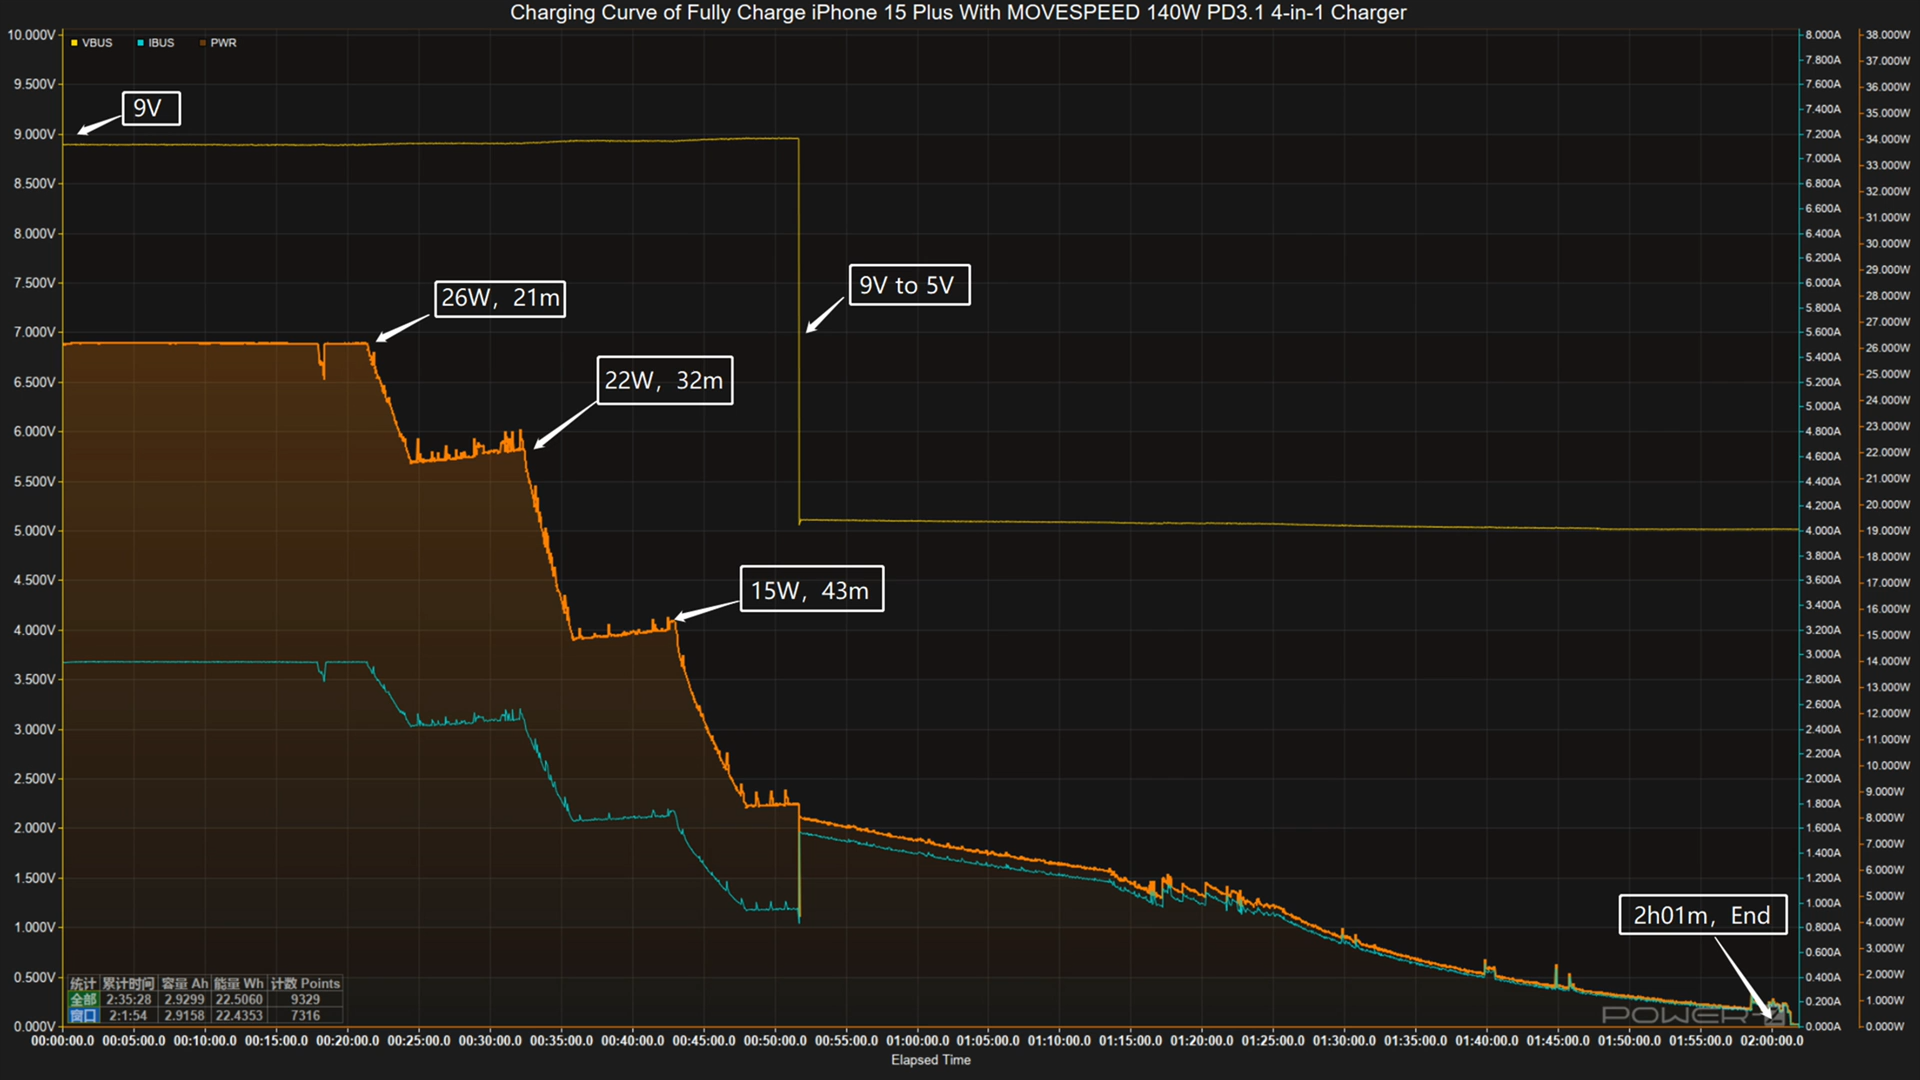 Charging Curve of Fully Charge iPhone 15 Plus With MOVESPEED 140W PD3.1 4-in-1 Charger
VBUS IBUS PWR
10.000V
9.500V
9.000V
8.500V
8.000V
7.500V
7.000V
6.500V
6.000V
5.500V
5.000V
4.500V
4.000V
3.500V
3.000V
2.500V
2.000V
1.500V
1.000V
0.500V
0.000V
9V
26W，21m
22W，32m
15W，43m
9V to 5V
2h01m，End
8.000A
7.800A
7.600A
7.400A
7.200A
7.000A
6.800A
6.600A
6.400A
6.200A
6.000A
5.800A
5.600A
5.400A
5.200A
5.000A
4.800A
4.600A
4.400A
4.200A
4.000A
3.800A
3.600A
3.400A
3.200A
3.000A
2.800A
2.600A
2.400A
2.200A
2.000A
1.800A
1.600A
1.400A
1.200A
1.000A
0.800A
0.600A
0.400A
0.200A
0.000A
38.000W
37.000W
36.000W
35.000W
34.000W
33.000W
32.000W
31.000W
30.000W
29.000W
28.000W
27.000W
26.000W
25.000W
24.000W
23.000W
22.000W
21.000W
20.000W
19.000W
18.000W
17.000W
16.000W
15.000W
14.000W
13.000W
12.000W
11.000W
10.000W
9.000W
8.000W
7.000W
6.000W
5.000W
4.000W
3.000W
2.000W
1.000W
0.000W
统计 累计时间 容量 Ah 能量 Wh 计数 Points
全部 2:35:28 2.9299 22.5060 9329
窗口 2:1:54 2.9158 22.4353 7316
POWER-Z
00:00:00.0 00:05:00.0 00:10:00.0 00:15:00.0 00:20:00.0 00:25:00.0 00:30:00.0 00:35:00.0 00:40:00.0 00:45:00.0 00:50:00.0 00:55:00.0 01:00:00.0 01:05:00.0 01:10:00.0 01:15:00.0 01:20:00.0 01:25:00.0 01:30:00.0 01:35:00.0 01:40:00.0 01:45:00.0 01:50:00.0 01:55:00.0 02:00:00.0
Elapsed Time